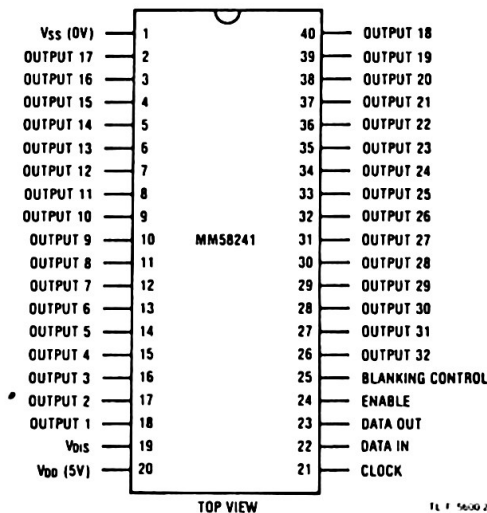 VSS (0V) 1 40 OUTPUT 18
OUTPUT 17 2 39 OUTPUT 19
OUTPUT 16 3 38 OUTPUT 20
OUTPUT 15 4 37 OUTPUT 21
OUTPUT 14 5 36 OUTPUT 22
OUTPUT 13 6 35 OUTPUT 23
OUTPUT 12 7 34 OUTPUT 24
OUTPUT 11 8 33 OUTPUT 25
OUTPUT 10 9 32 OUTPUT 26
OUTPUT 9 10 MM58241 31 OUTPUT 27
OUTPUT 8 11 30 OUTPUT 28
OUTPUT 7 12 29 OUTPUT 29
OUTPUT 6 13 28 OUTPUT 30
OUTPUT 5 14 27 OUTPUT 31
OUTPUT 4 15 26 OUTPUT 32
OUTPUT 3 16 25 BLANKING CONTROL
OUTPUT 2 17 24 ENABLE
OUTPUT 1 18 23 DATA OUT
VDIS 19 22 DATA IN
VDD (5V) 20 21 CLOCK
TOP VIEW